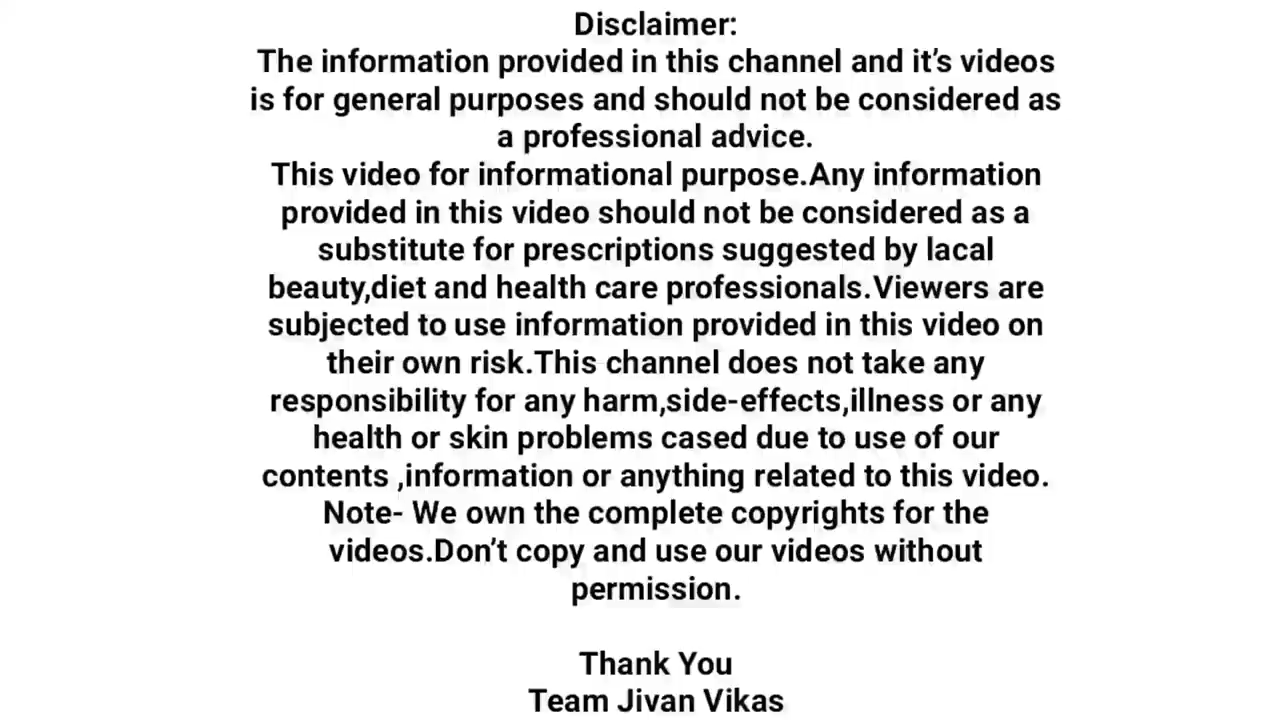 Disclaimer:
The information provided in this channel and it’s videos
is for general purposes and should not be considered as
a professional advice.
This video for informational purpose.Any information
provided in this video should not be considered as a
substitute for prescriptions suggested by lacal
beauty,diet and health care professionals.Viewers are
subjected to use information provided in this video on
their own risk.This channel does not take any
responsibility for any harm,side-effects,illness or any
health or skin problems cased due to use of our
contents ,information or anything related to this video.
Note- We own the complete copyrights for the
videos.Don’t copy and use our videos without
permission.
Thank You
Team Jivan Vikas